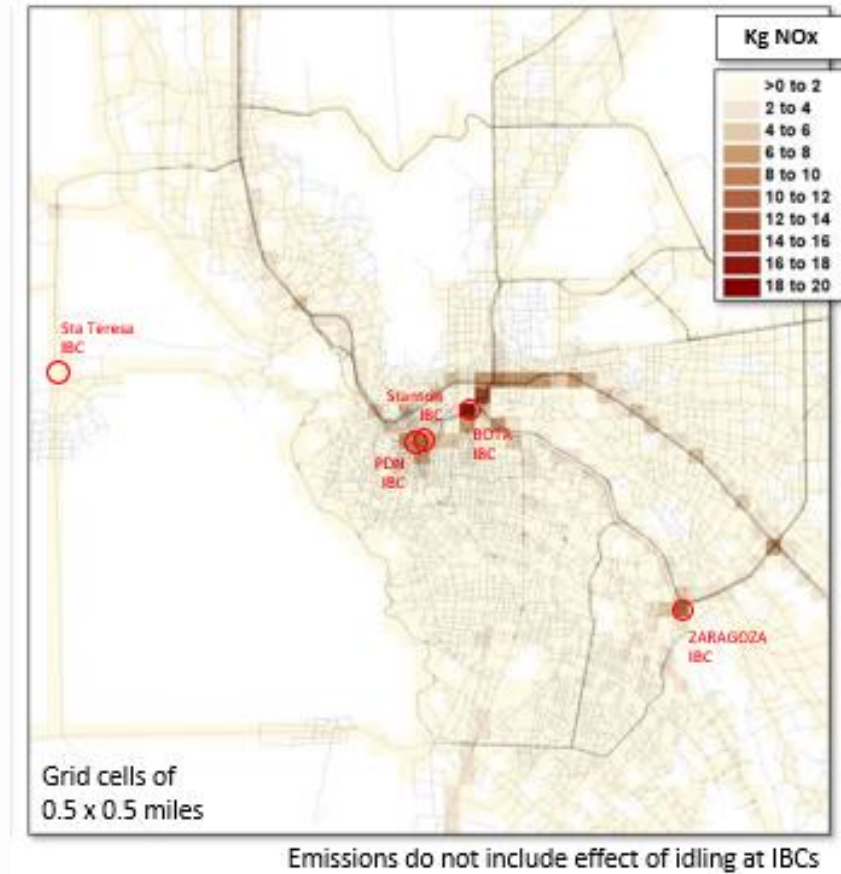 Kg NOx
>0 to 2
2 to 4
4 to 6
6 to 8
8 to 10
10 to 12
12 to 14
14 to 16
16 to 18
18 to 20
Sta Teresa
IBC
Stanton
IBC
BOTA
IBC
PDN
IBC
ZARAGOZA
IBC
Grid cells of
0.5 x 0.5 miles
Emissions do not include effect of idling at IBCs